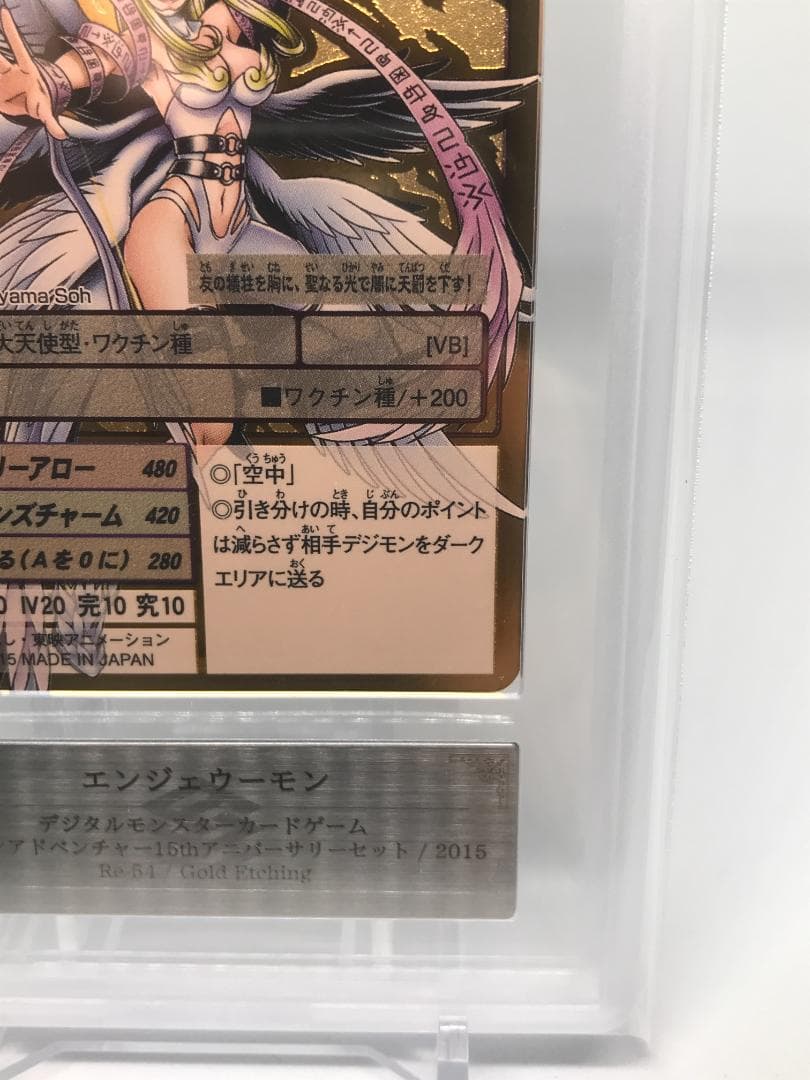 友の犠牲を胸に、聖なる光で闇に天罰を下す!
yama Soh
大天使型・ワクチン種
[VB]
■ワクチン種/+200
リーアロー 480
ンズチャーム 420
る(Aを0に) 280
0 Ⅳ20 完10 究10
し・東映アニメーション
15 MADE IN JAPAN
◎「空中」
◎引き分けの時、自分のポイント
は減らさず相手デジモンをダーク
エリアに送る
エンジェウーモン
デジタルモンスターカードゲーム
アドベンチャー15thアニバーサリーセット / 2015
Re-54 / Gold Etching